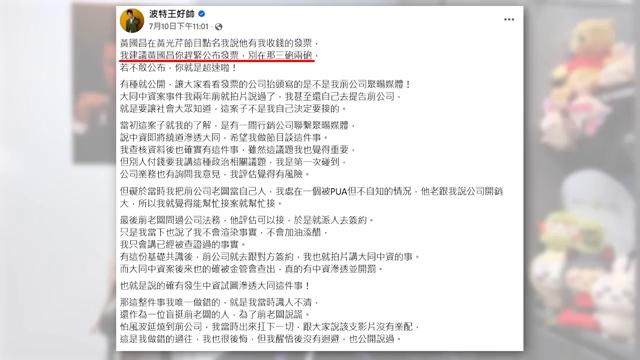 波特王好帥
7月10日下午11:01
黃國昌在黃光芹節目點名我說他有我收錢的發票，
我建議黃國昌你趕緊公布發票，別在那三砲兩砲，
若不敢公布，你就是超速啦！
有種就公開，讓大家看看發票的公司抬頭寫的是不是我前公司聚暘媒體！
大同中資案事件我兩年前就拍片說過了，我甚至還自己去提告前公司，
就是要讓社會大眾知道，這案子不是我自己決定要接的。
當初這案子就我的了解，是有一間行銷公司聯繫聚暘媒體，
說中資即將繞道滲透大同，希望我做節目談這件事。
我查核資料後也確實有這件事，雖然這議題我也覺得重要，
但別人付錢要我講這種政治相關議題，我是第一次碰到，
公司業務也有詢問我意見，我評估覺得有風險。
但礙於當時我把前公司老闆當自己人，我處在一個被PUA但不自知的情況，他老跟我說公司開銷
大，所以我就覺得能幫忙接案就幫忙接。
最後前老闆問過公司法務，他評估可以接，於是就派人去簽約。
只是我當下也說了我不會渲染事實，不會加油添醋，
我只會講已經被查證過的事實。
有這份基礎共識後，前公司就去跟對方簽約，我也就拍片講大同中資的事。
而大同中資案後來也的確被金管會查出，真的有中資滲透並開罰。
也就是說的確有發生中資試圖滲透大同這件事！
那這整件事我唯一做錯的，就是我當時識人不清，
還作為一位盲挺前老闆的人，為了前老闆說謊。
怕風波延燒到前公司，我當時出來扛下一切，跟大家說該支影片沒有業配，
這是我做錯的過往，我也很後悔，但我醒悟後沒有迴避，也公開說過。